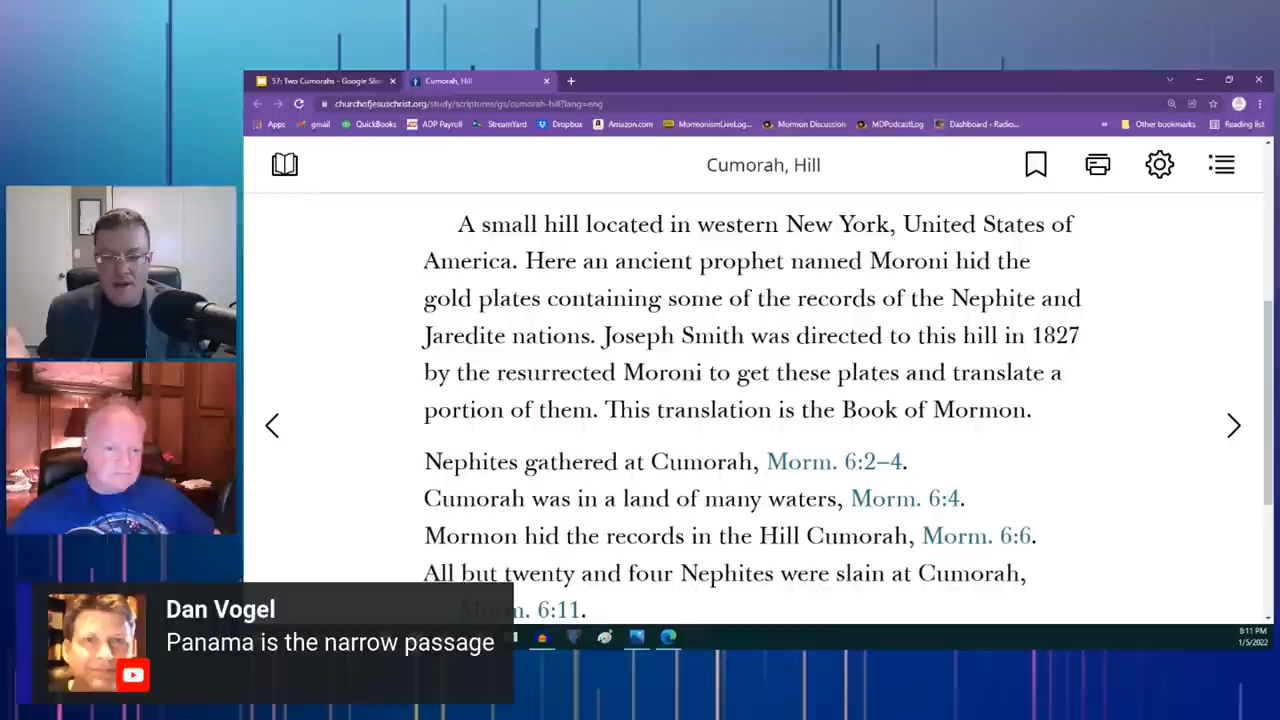 57: Two Cumorahs - Google Slid
Cumorah, Hill
churchofjesuschrist.org/study/scriptures/gs/cumorah-hill?lang=eng
Apps gmail QuickBooks ADP Payroll StreamYard Dropbox Amazon.com MormonismLiveLog... Mormon Discussion MDPodcastLog Dashboard - Radio... » Other bookmarks Reading list
Cumorah, Hill
A small hill located in western New York, United States of
America. Here an ancient prophet named Moroni hid the
gold plates containing some of the records of the Nephite and
Jaredite nations. Joseph Smith was directed to this hill in 1827
by the resurrected Moroni to get these plates and translate a
portion of them. This translation is the Book of Mormon.
Nephites gathered at Cumorah, Morm. 6:2–4.
Cumorah was in a land of many waters, Morm. 6:4.
Mormon hid the records in the Hill Cumorah, Morm. 6:6.
All but twenty and four Nephites were slain at Cumorah,
Morm. 6:11.
Dan Vogel
Panama is the narrow passage
8:11 PM
1/5/2022